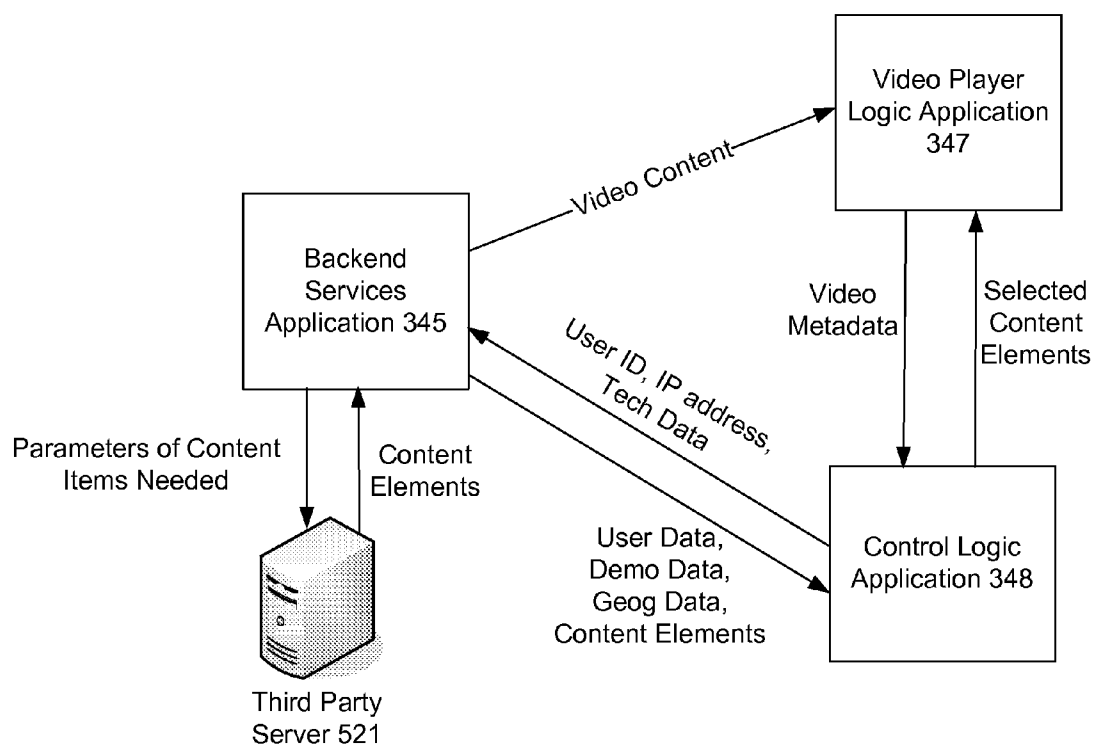 Video Player
Logic Application
347
Video Content
Backend
Services
Application 345
Video
Metadata
Selected
Content
Elements
User ID, IP address,
Tech Data
Parameters of Content
Items Needed
Content
Elements
User Data,
Demo Data,
Geog Data,
Content Elements
Control Logic
Application 348
Third Party
Server 521